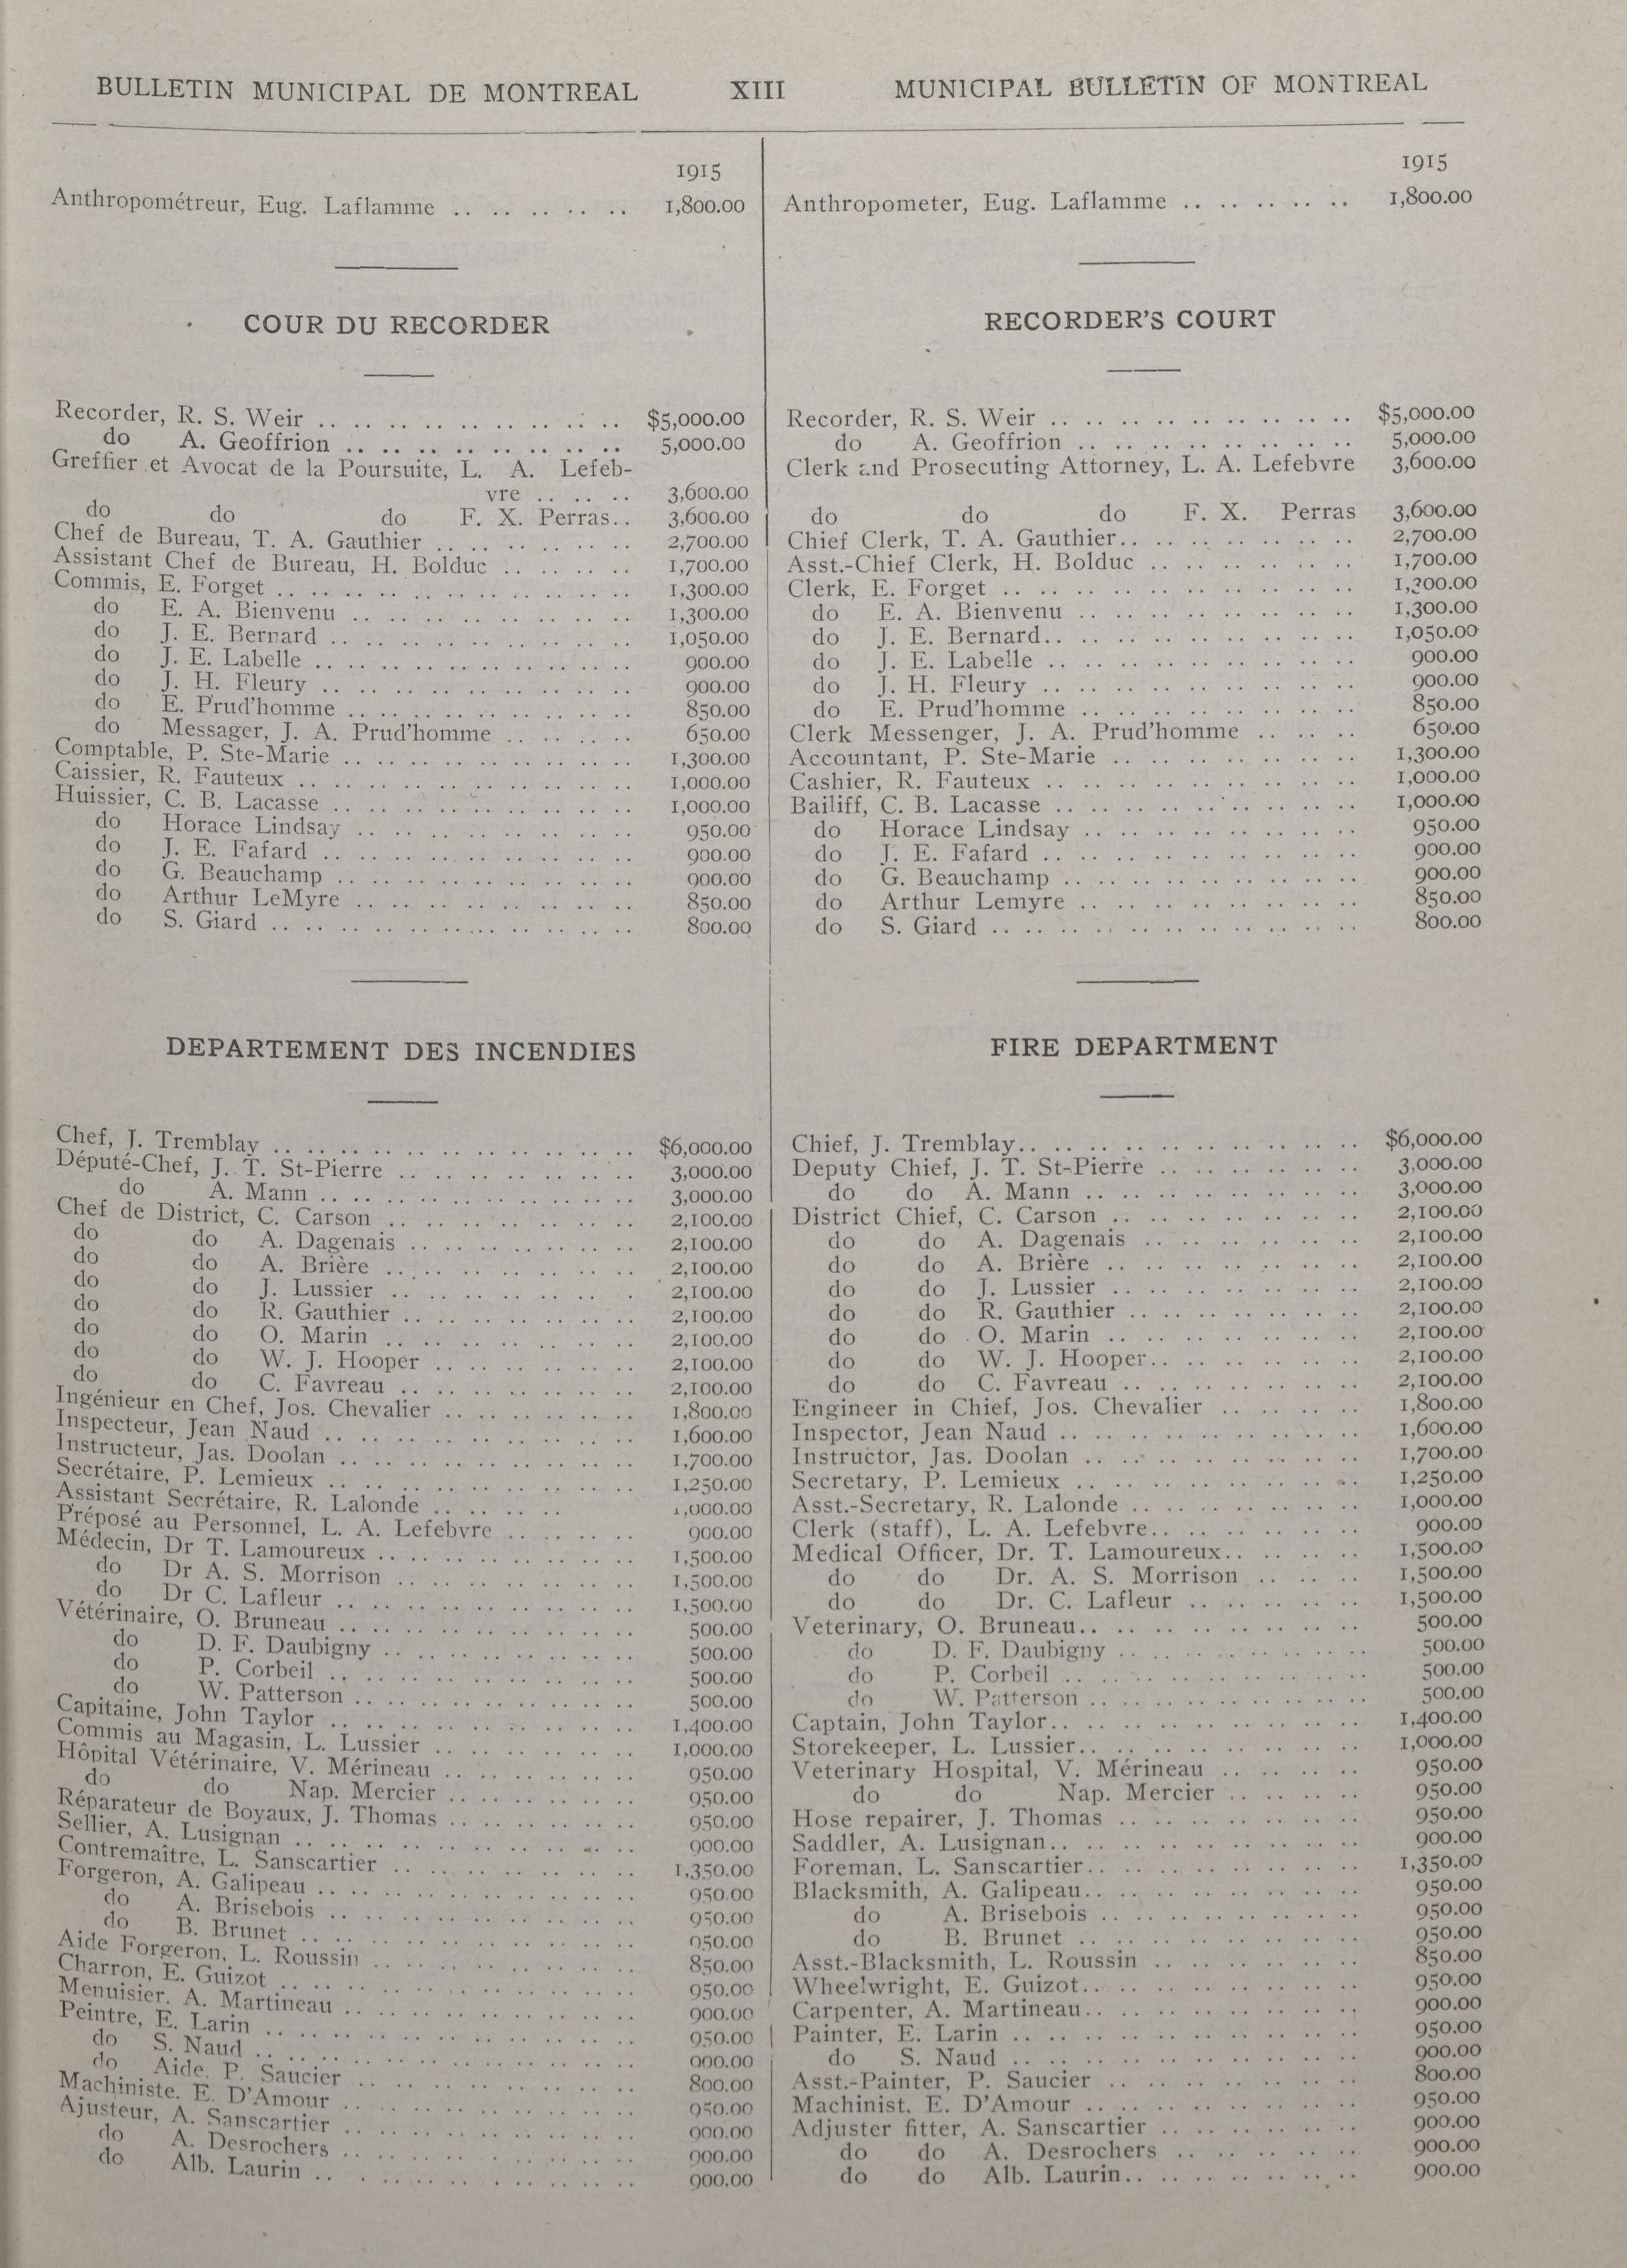 BULLETIN MUNICIPAL DE MONTREAL XIII MUNICIPAL BULLETIN OF MONTREAL
1915
Anthropométreur, Eug. Laflamme .. .. .. .. .. 1,800.00
COUR DU RECORDER
Recorder, R. S. Weir .. .. .. .. .. .. .. .. .. $5,000.00
do A. Geoffrion .. .. .. .. .. .. .. .. 5,000.00
Greffier et Avocat de la Poursuite, L. A. Lefeb-
vre .. .. .. 3,600.00
do do do F. X. Perras.. 3,600.00
Chef de Bureau, T. A. Gauthier .. .. .. .. .. .. 2,700.00
Assistant Chef de Bureau, H. Bolduc .. .. .. .. 1,700.00
Commis, E. Forget .. .. .. .. .. .. .. .. .. .. 1,300.00
do E. A. Bienvenu .. .. .. .. .. .. .. .. 1,300.00
do J. E. Bernard .. .. .. .. .. .. .. .. .. 1,050.00
do J. E. Labelle .. .. .. .. .. .. .. .. .. 900.00
do J. H. Fleury .. .. .. .. .. .. .. .. .. 900.00
do E. Prud'homme .. .. .. .. .. .. .. .. 850.00
do Messager, J. A. Prud'homme .. .. .. .. 650.00
Comptable, P. Ste-Marie .. .. .. .. .. .. .. .. 1,300.00
Caissier, R. Fauteux .. .. .. .. .. .. .. .. .. 1,000.00
Huissier, C. B. Lacasse .. .. .. .. .. .. .. .. 1,000.00
do Horace Lindsay .. .. .. .. .. .. .. .. 950.00
do J. E. Fafard .. .. .. .. .. .. .. .. .. 900.00
do G. Beauchamp .. .. .. .. .. .. .. .. .. 900.00
do Arthur LeMyre .. .. .. .. .. .. .. .. 850.00
do S. Giard .. .. .. .. .. .. .. .. .. .. 800.00
DEPARTEMENT DES INCENDIES
Chef, J. Tremblay .. .. .. .. .. .. .. .. .. .. $6,000.00
Député-Chef, J. T. St-Pierre .. .. .. .. .. .. .. 3,000.00
do A. Mann .. .. .. .. .. .. .. .. .. 3,000.00
Chef de District, C. Carson .. .. .. .. .. .. .. 2,100.00
do do A. Dagenais .. .. .. .. .. .. .. 2,100.00
do do A. Brière .. .. .. .. .. .. .. 2,100.00
do do J. Lussier .. .. .. .. .. .. .. 2,100.00
do do R. Gauthier .. .. .. .. .. .. .. 2,100.00
do do O. Marin .. .. .. .. .. .. .. 2,100.00
do do W. J. Hooper .. .. .. .. .. .. 2,100.00
do do C. Favreau .. .. .. .. .. .. .. 2,100.00
Ingénieur en Chef, Jos. Chevalier .. .. .. .. .. .. 1,800.00
Inspecteur, Jean Naud .. .. .. .. .. .. .. .. .. 1,600.00
Instructeur, Jas. Doolan .. .. .. .. .. .. .. .. 1,700.00
Secrétaire, P. Lemieux .. .. .. .. .. .. .. .. .. 1,250.00
Assistant Secrétaire, R. Lalonde .. .. .. .. ,000.00
Préposé au Personnel, L. A. Lefebvre .. .. .. .. 900.00
Médecin, Dr T. Lamoureux .. .. .. .. .. .. .. .. 1,500.00
do Dr A. S. Morrison .. .. .. .. .. .. .. 1,500.00
do Dr C. Lafleur .. .. .. .. .. .. .. .. .. 1,500.00
Vétérinaire, O. Bruneau .. .. .. .. .. .. .. .. .. 500.00
do D. F. Daubigny .. .. .. .. .. .. .. 500.00
do P. Corbeil .. .. .. .. .. .. .. .. .. 500.00
do W. Patterson .. .. .. .. .. .. .. .. 500.00
Capitaine, John Taylor .. .. .. .. .. .. .. .. .. 1,400.00
Commis au Magasin, L. Lussier .. .. .. .. .. .. 1,000.00
Hôpital Vétérinaire, V. Mérineau .. .. .. .. .. .. 950.00
do do Nap. Mercier .. .. .. .. .. .. 950.00
Réparateur de Boyaux, J. Thomas .. .. .. .. .. .. 950.00
Sellier, A. Lusignan .. .. .. .. .. .. .. .. .. .. 900.00
Contremaître, L. Sanscartier .. .. .. .. .. .. .. 1,350.00
Forgeron, A. Galipeau .. .. .. .. .. .. .. .. .. 950.00
do A. Brisebois .. .. .. .. .. .. .. .. .. 950.00
do B. Brunet .. .. .. .. .. .. .. .. .. .. 950.00
Aide Forgeron, L. Roussin .. .. .. .. .. .. .. .. 850.00
Charron, E. Guizot .. .. .. .. .. .. .. .. .. .. 950.00
Menuisier, A. Martineau .. .. .. .. .. .. .. .. .. 900.00
Peintre, E. Larin .. .. .. .. .. .. .. .. .. .. .. 950.00
do S. Naud .. .. .. .. .. .. .. .. .. .. .. 900.00
do Aide, P. Saucier .. .. .. .. .. .. .. .. 800.00
Machiniste, E. D'Amour .. .. .. .. .. .. .. .. .. 950.00
Ajusteur, A. Sanscartier .. .. .. .. .. .. .. .. .. 900.00
do A. Desrochers .. .. .. .. .. .. .. .. .. 900.00
do Alb. Laurin .. .. .. .. .. .. .. .. .. 900.00
1915
Anthropometer, Eug. Laflamme .. .. .. .. .. 1,800.00
RECORDER'S COURT
Recorder, R. S. Weir .. .. .. .. .. .. .. .. .. $5,000.00
do A. Geoffrion .. .. .. .. .. .. .. .. 5,000.00
Clerk and Prosecuting Attorney, L. A. Lefebvre 3,600.00
do do do F. X. Perras 3,600.00
Chief Clerk, T. A. Gauthier.. .. .. .. .. .. .. 2,700.00
Asst.-Chief Clerk, H. Bolduc .. .. .. .. .. .. 1,700.00
Clerk, E. Forget .. .. .. .. .. .. .. .. .. .. 1,300.00
do E. A. Bienvenu .. .. .. .. .. .. .. .. 1,300.00
do J. E. Bernard.. .. .. .. .. .. .. .. .. 1,050.00
do J. E. Labelle .. .. .. .. .. .. .. .. .. 900.00
do J. H. Fleury .. .. .. .. .. .. .. .. .. 900.00
do E. Prud'homme .. .. .. .. .. .. .. .. 850.00
Clerk Messenger, J. A. Prud'homme .. .. .. 650.00
Accountant, P. Ste-Marie .. .. .. .. .. .. .. 1,300.00
Cashier, R. Fauteux .. .. .. .. .. .. .. .. .. 1,000.00
Bailiff, C. B. Lacasse .. .. .. .. .. .. .. .. .. 1,000.00
do Horace Lindsay .. .. .. .. .. .. .. .. 950.00
do J. E. Fafard .. .. .. .. .. .. .. .. .. 900.00
do G. Beauchamp .. .. .. .. .. .. .. .. .. 900.00
do Arthur Lemyre .. .. .. .. .. .. .. .. 850.00
do S. Giard .. .. .. .. .. .. .. .. .. .. .. 800.00
FIRE DEPARTMENT
Chief, J. Tremblay.. .. .. .. .. .. .. .. .. .. $6,000.00
Deputy Chief, J. T. St-Pierre .. .. .. .. .. .. 3,000.00
do do A. Mann .. .. .. .. .. .. .. .. 3,000.00
District Chief, C. Carson .. .. .. .. .. .. .. .. 2,100.00
do do A. Dagenais .. .. .. .. .. .. .. 2,100.00
do do A. Brière .. .. .. .. .. .. .. .. 2,100.00
do do J. Lussier .. .. .. .. .. .. .. .. 2,100.00
do do R. Gauthier .. .. .. .. .. .. .. 2,100.00
do do O. Marin .. .. .. .. .. .. .. .. 2,100.00
do do W. J. Hooper.. .. .. .. .. .. .. 2,100.00
do do C. Favreau .. .. .. .. .. .. .. 2,100.00
Engineer in Chief, Jos. Chevalier .. .. .. .. 1,800.00
Inspector, Jean Naud .. .. .. .. .. .. .. .. .. 1,600.00
Instructor, Jas. Doolan .. .. .. .. .. .. .. .. 1,700.00
Secretary, P. Lemieux .. .. .. .. .. .. .. .. .. 1,250.00
Asst.-Secretary, R. Lalonde .. .. .. .. .. .. .. 1,000.00
Clerk (staff), L. A. Lefebvre.. .. .. .. .. .. 900.00
Medical Officer, Dr. T. Lamoureux.. .. .. .. 1,500.00
do do Dr. A. S. Morrison .. .. .. 1,500.00
do do Dr. C. Lafleur .. .. .. .. .. 1,500.00
Veterinary, O. Bruneau.. .. .. .. .. .. .. .. 500.00
do D. F. Daubigny .. .. .. .. .. .. .. 500.00
do P. Corbeil .. .. .. .. .. .. .. .. .. 500.00
do W. Patterson .. .. .. .. .. .. .. .. 500.00
Captain, John Taylor.. .. .. .. .. .. .. .. .. 1,400.00
Storekeeper, L. Lussier.. .. .. .. .. .. .. .. 1,000.00
Veterinary Hospital, V. Mérineau .. .. .. .. 950.00
do do Nap. Mercier .. .. .. .. 950.00
Hose repairer, J. Thomas .. .. .. .. .. .. .. 950.00
Saddler, A. Lusignan.. .. .. .. .. .. .. .. .. 900.00
Foreman, L. Sanscartier.. .. .. .. .. .. .. .. 1,350.00
Blacksmith, A. Galipeau.. .. .. .. .. .. .. .. 950.00
do A. Brisebois .. .. .. .. .. .. .. .. 950.00
do B. Brunet .. .. .. .. .. .. .. .. 950.00
Asst.-Blacksmith, L. Roussin .. .. .. .. .. .. 850.00
Wheelwright, E. Guizot.. .. .. .. .. .. .. .. 950.00
Carpenter, A. Martineau.. .. .. .. .. .. .. .. 900.00
Painter, E. Larin .. .. .. .. .. .. .. .. .. .. 950.00
do S. Naud .. .. .. .. .. .. .. .. .. .. 900.00
Asst.-Painter, P. Saucier .. .. .. .. .. .. .. .. 800.00
Machinist, E. D'Amour .. .. .. .. .. .. .. .. 950.00
Adjuster fitter, A. Sanscartier .. .. .. .. .. .. 900.00
do do A. Desrochers .. .. .. .. .. .. 900.00
do do Alb. Laurin.. .. .. .. .. .. .. 900.00